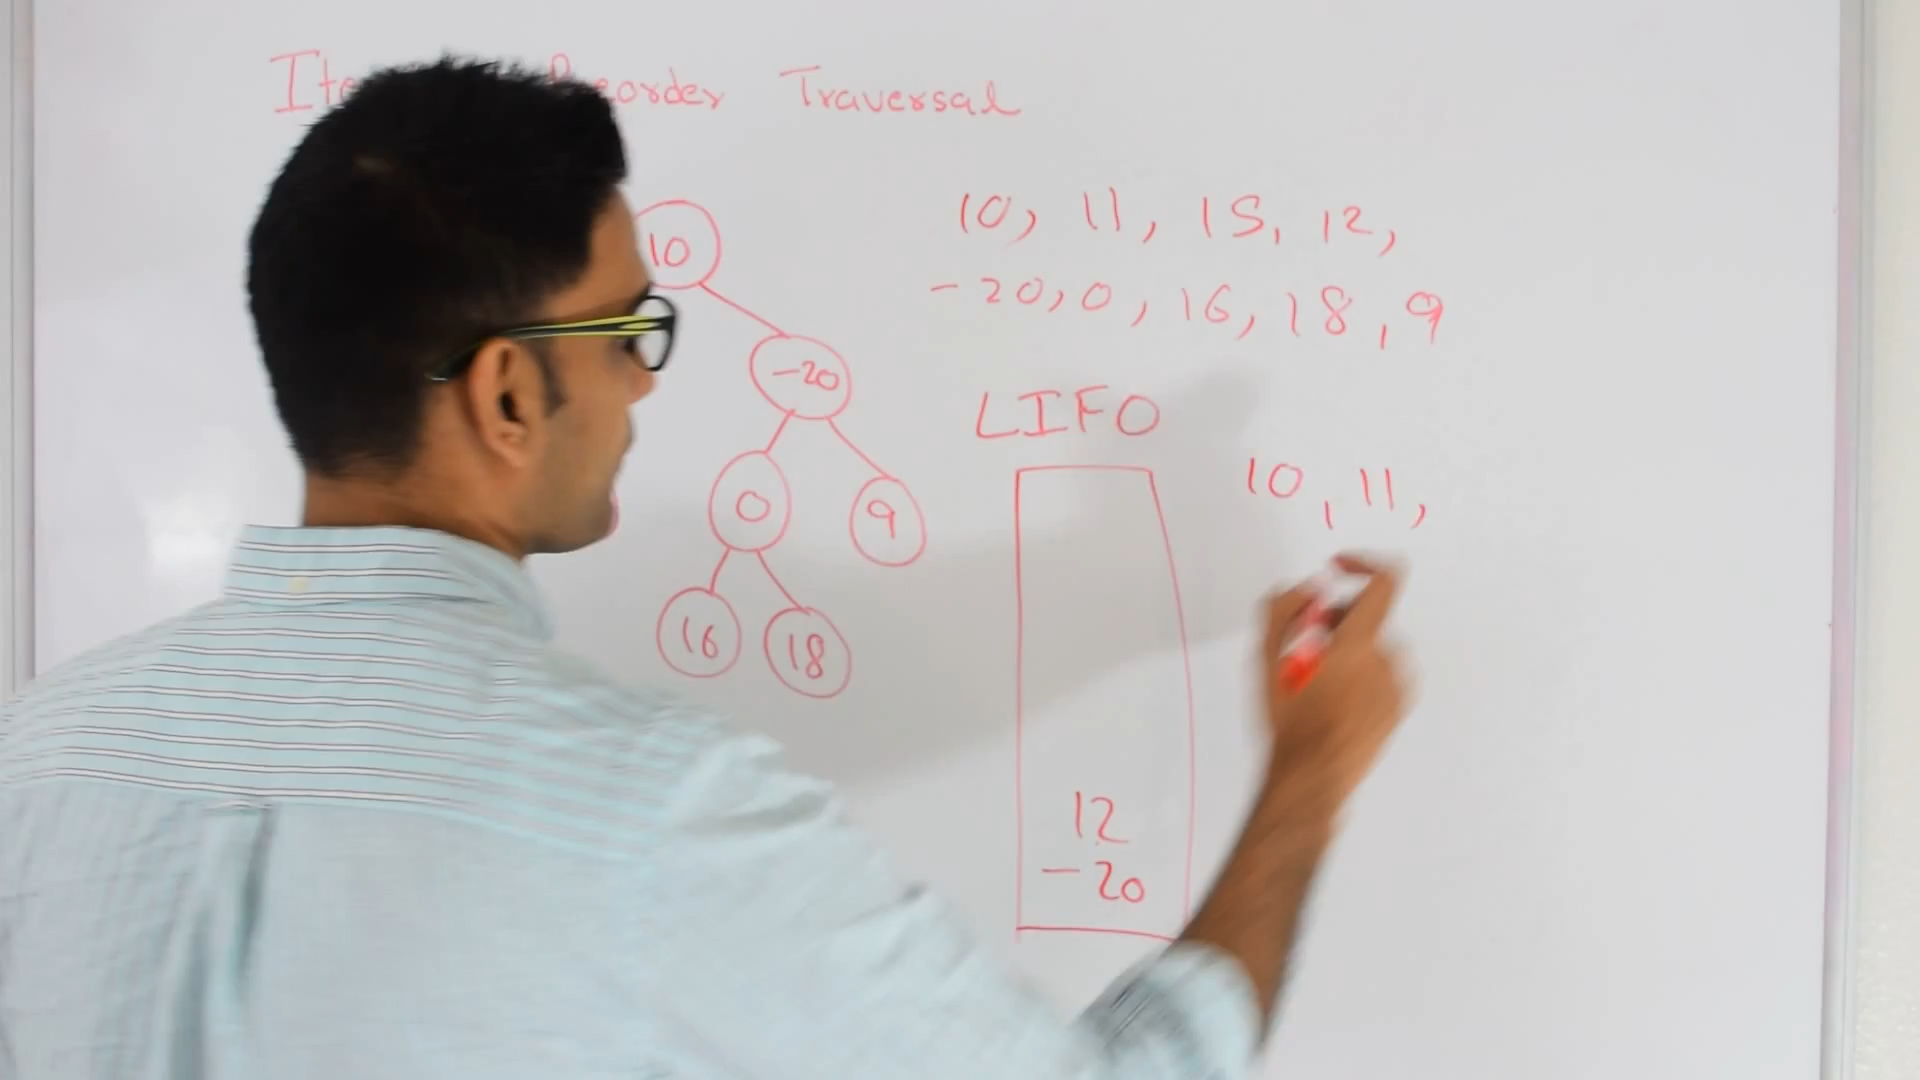 Preorder Traversal
10, 11, 15, 12,
-20, 0, 16, 18, 9
LIFO
10, 11,
12
-20
10
-20
0
9
16
18